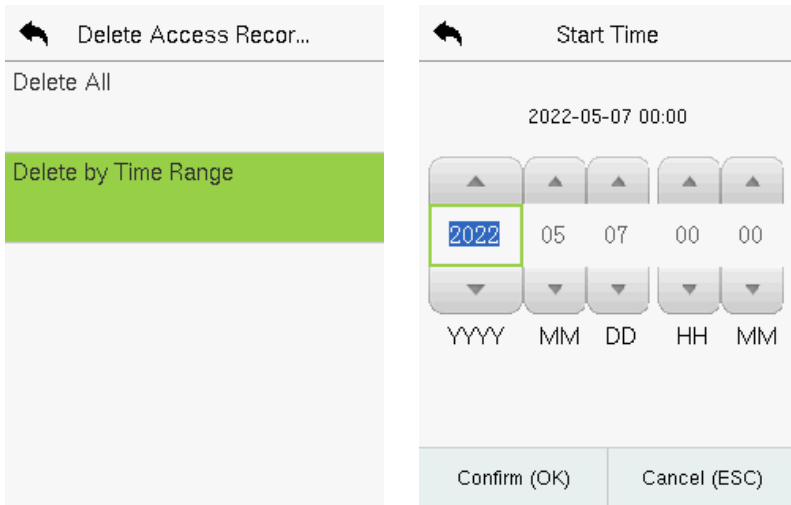 Delete Access Recor...
Delete All
Delete by Time Range
Start Time
2022-05-07 00:00
2022 05 07 00 00
YYYY MM DD HH MM
Confirm (OK) Cancel (ESC)